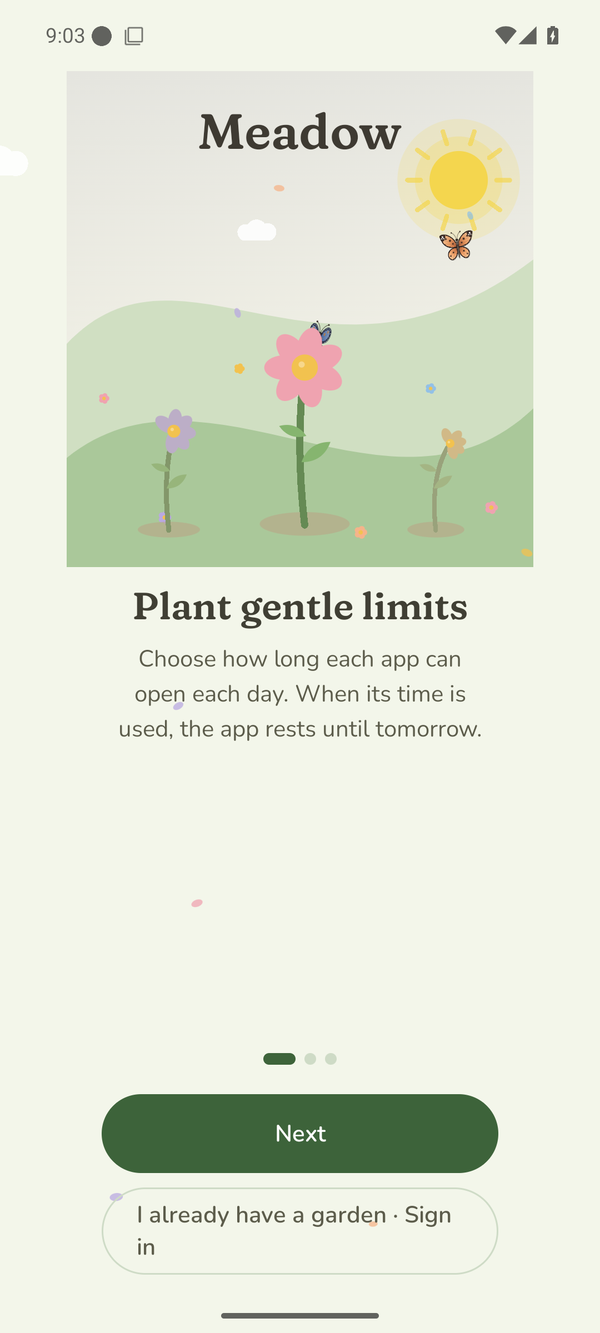 9:03
Meadow
Plant gentle limits
Choose how long each app can
open each day. When its time is
used, the app rests until tomorrow.
Next
I already have a garden · Sign
in